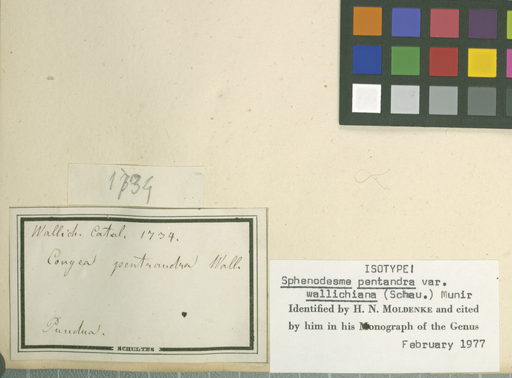 1734
Wallich. Catal. 1734.
Congea pentrandra Wall.
Pundua.
SCHULTES
ISOTYPE!
Sphenodesme pentandra var.
wallichiana (Schau.) Munir
Identified by H. N. MOLDENKE and cited
by him in his Monograph of the Genus
February 1977